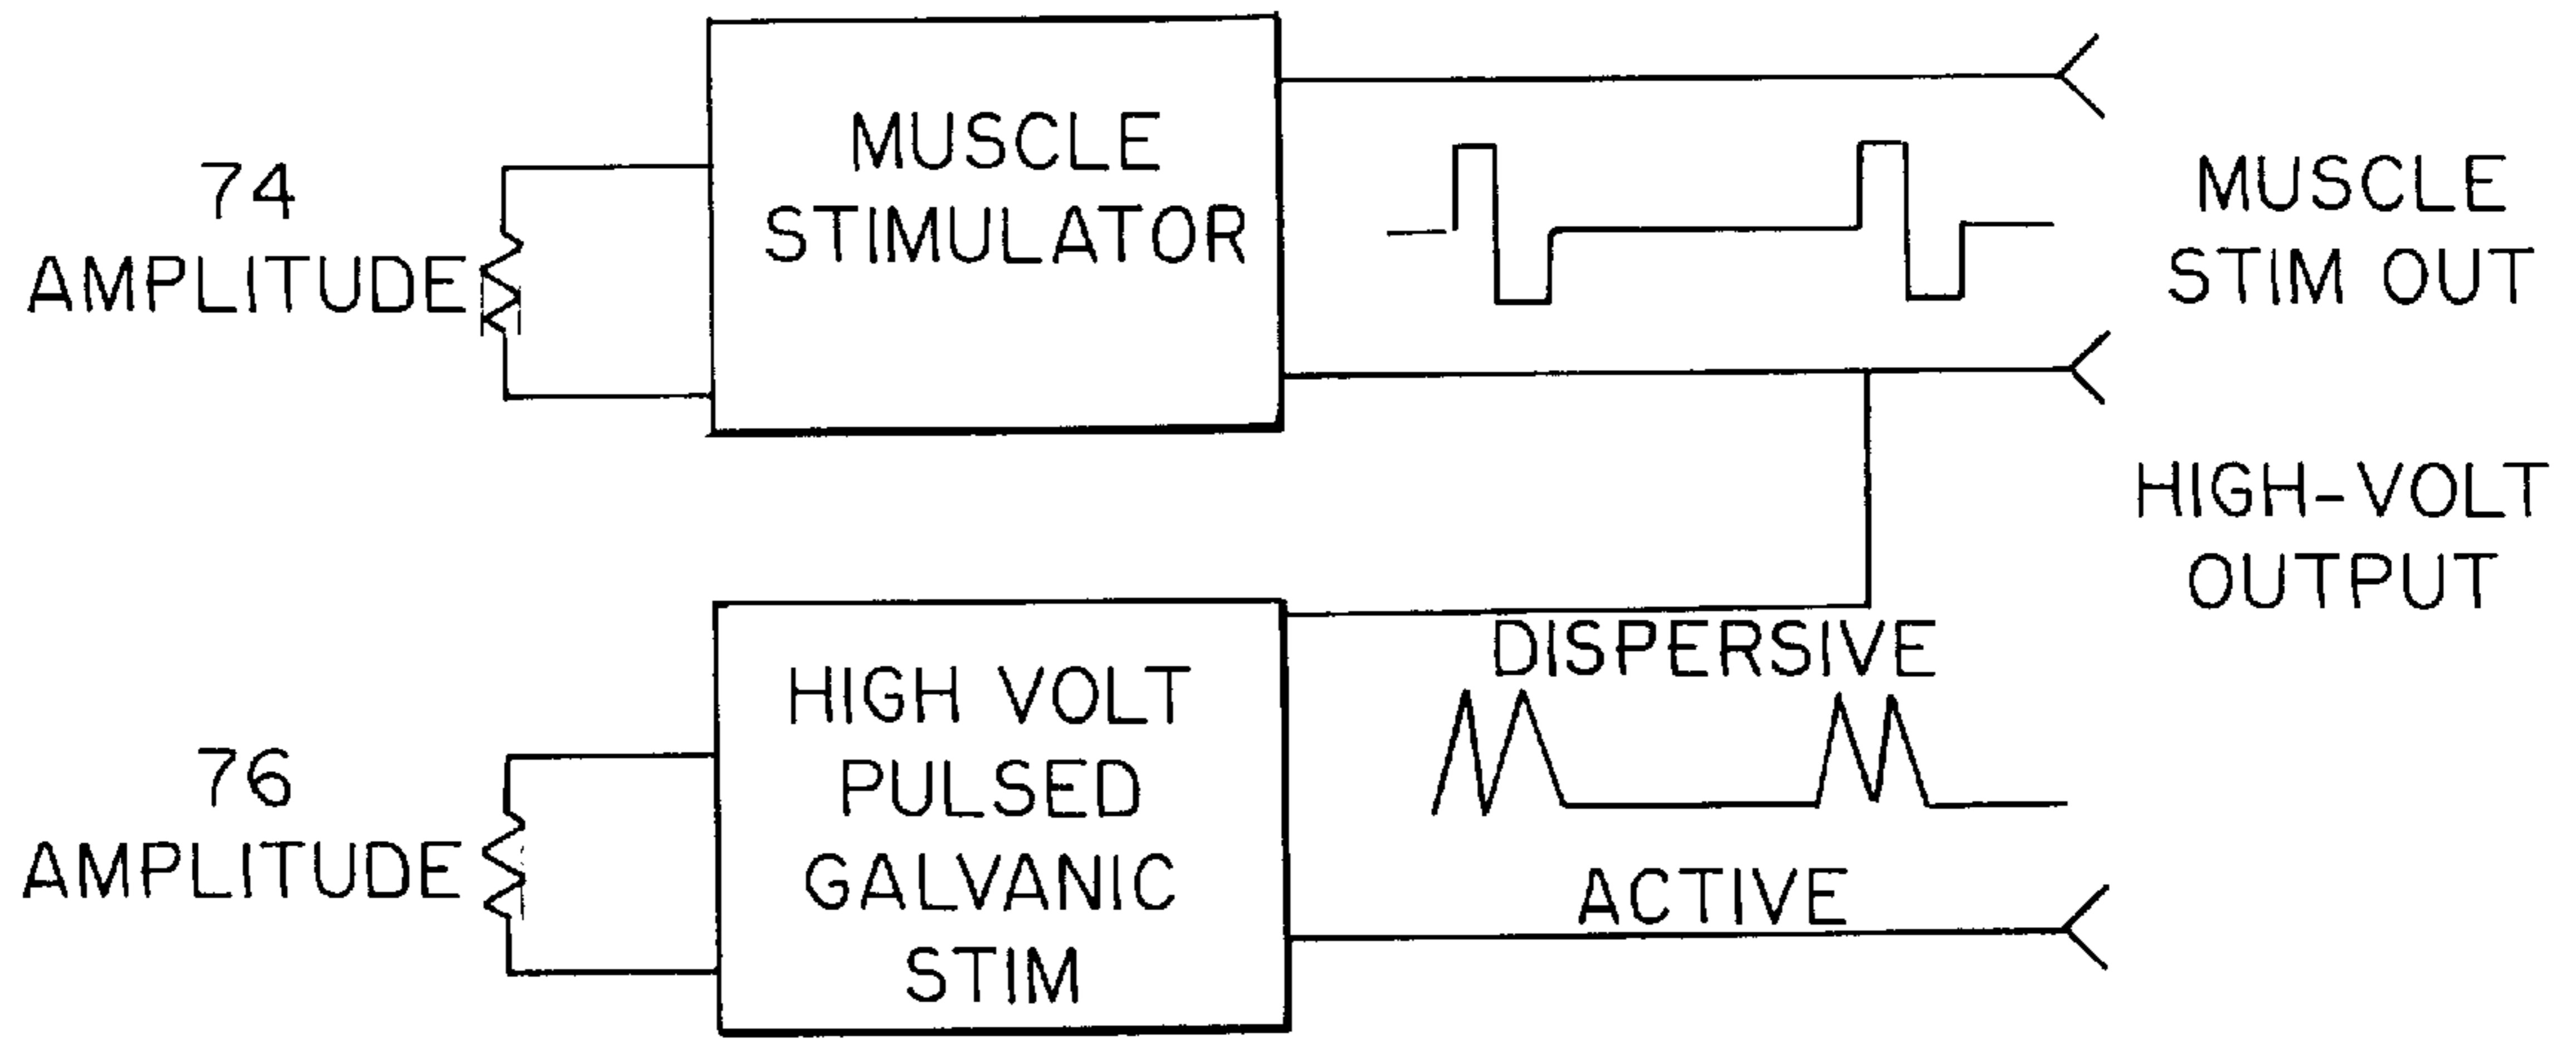 74
AMPLITUDE
MUSCLE
STIMULATOR
MUSCLE
STIM OUT
HIGH-VOLT
OUTPUT
76
AMPLITUDE
HIGH VOLT
PULSED
GALVANIC
STIM
DISPERSIVE
ACTIVE